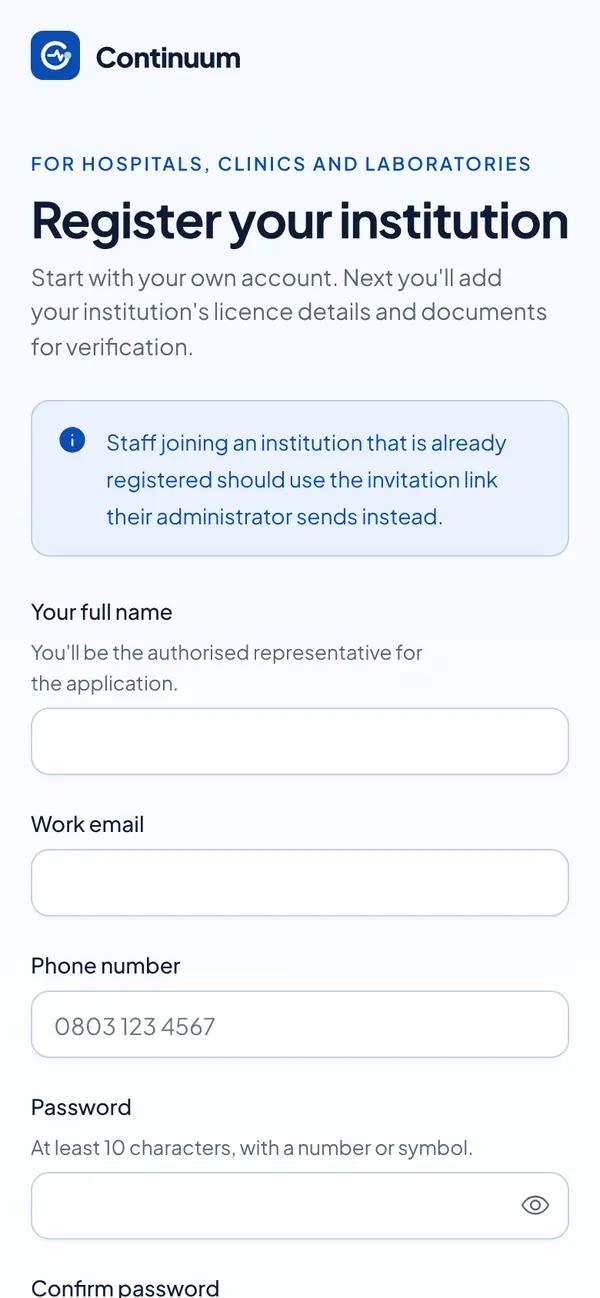 Continuum
FOR HOSPITALS, CLINICS AND LABORATORIES
Register your institution
Start with your own account. Next you'll add
your institution's licence details and documents
for verification.
Staff joining an institution that is already
registered should use the invitation link
their administrator sends instead.
Your full name
You'll be the authorised representative for
the application.
Work email
Phone number
0803 123 4567
Password
At least 10 characters, with a number or symbol.
Confirm password